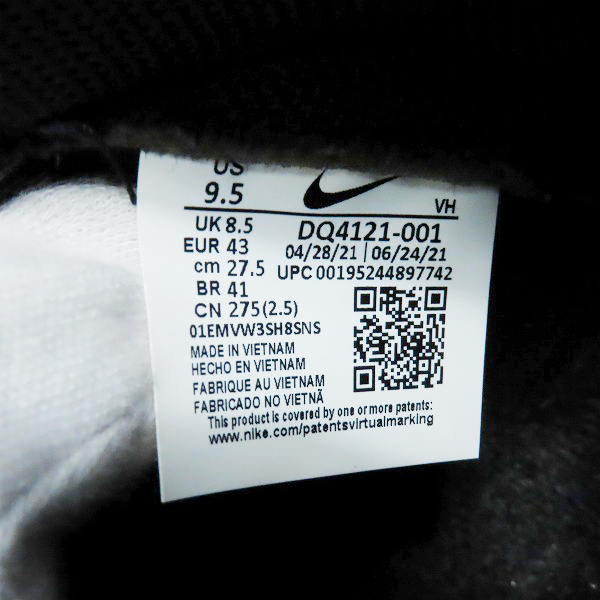 US
9.5
VH
UK 8.5
DQ4121-001
EUR 43
04/28/21 | 06/24/21
cm 27.5
UPC 00195244897742
BR 41
CN 275(2.5)
01EMVW3SH8SNS
MADE IN VIETNAM
HECHO EN VIETNAM
FABRIQUE AU VIETNAM
FABRICADO NO VIETNÃ
This product is covered by one or more patents:
www.nike.com/patentsvirtualmarking